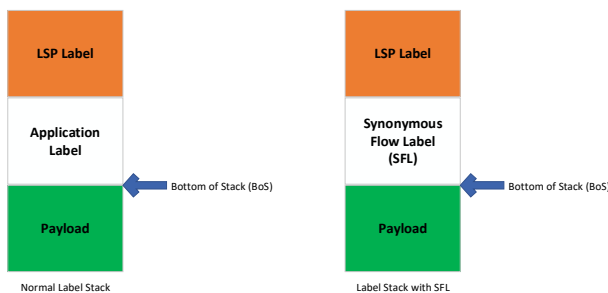 LSP Label
Application
Label
Bottom of Stack (BoS)
Payload
Normal Label Stack
LSP Label
Synonymous
Flow Label
(SFL)
Bottom of Stack (BoS)
Payload
Label Stack with SFL